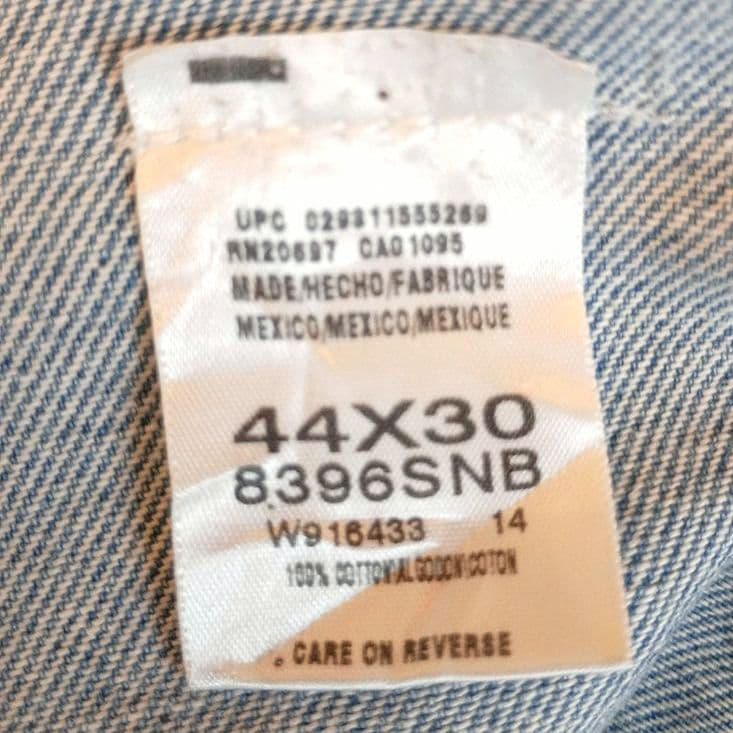 UPC 029311555269
RN20697 CA01095
MADE/HECHO/FABRIQUE
MEXICO/MEXICO/MEXIQUE
44X30
8396SNB
W916433 14
100% COTTON\ALGODON\COTON
CARE ON REVERSE